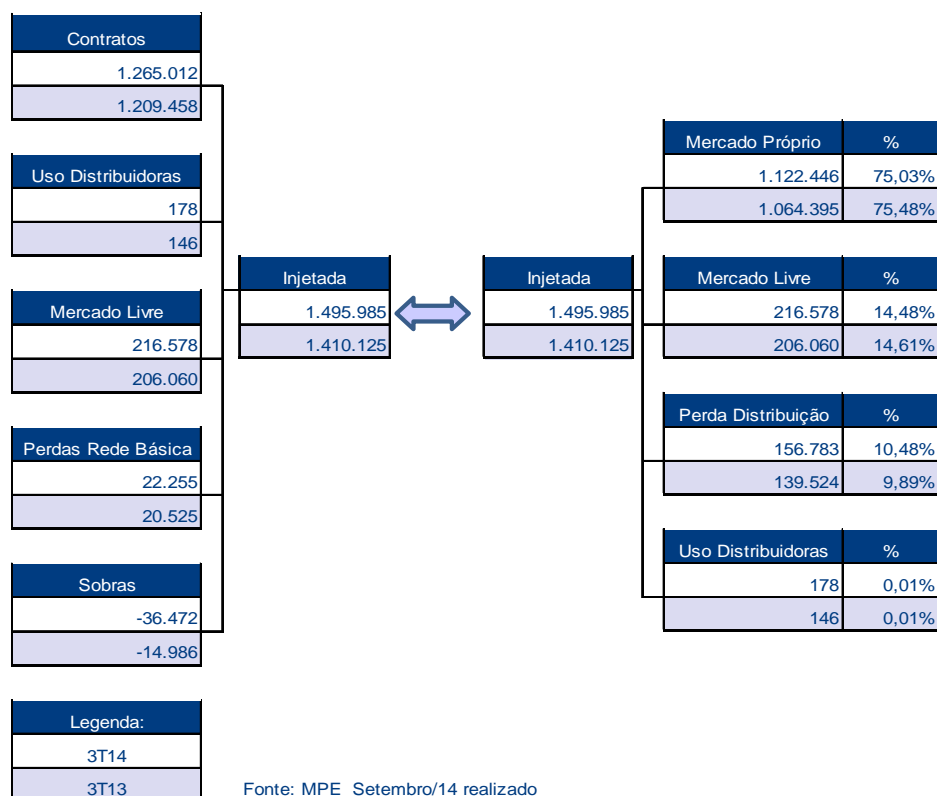 Contratos
1.265.012
1.209.458
Uso Distribuidoras
178
146
Mercado Livre
216.578
206.060
Perdas Rede Básica
22.255
20.525
Sobras
-36.472
-14.986
Legenda:
3T14
3T13
Injetada
1.495.985
1.410.125
Injetada
1.495.985
1.410.125
Mercado Próprio %
1.122.446 75,03%
1.064.395 75,48%
Mercado Livre %
216.578 14,48%
206.060 14,61%
Perda Distribuição %
156.783 10,48%
139.524 9,89%
Uso Distribuidoras %
178 0,01%
146 0,01%
Fonte: MPE_Setembro/14 realizado